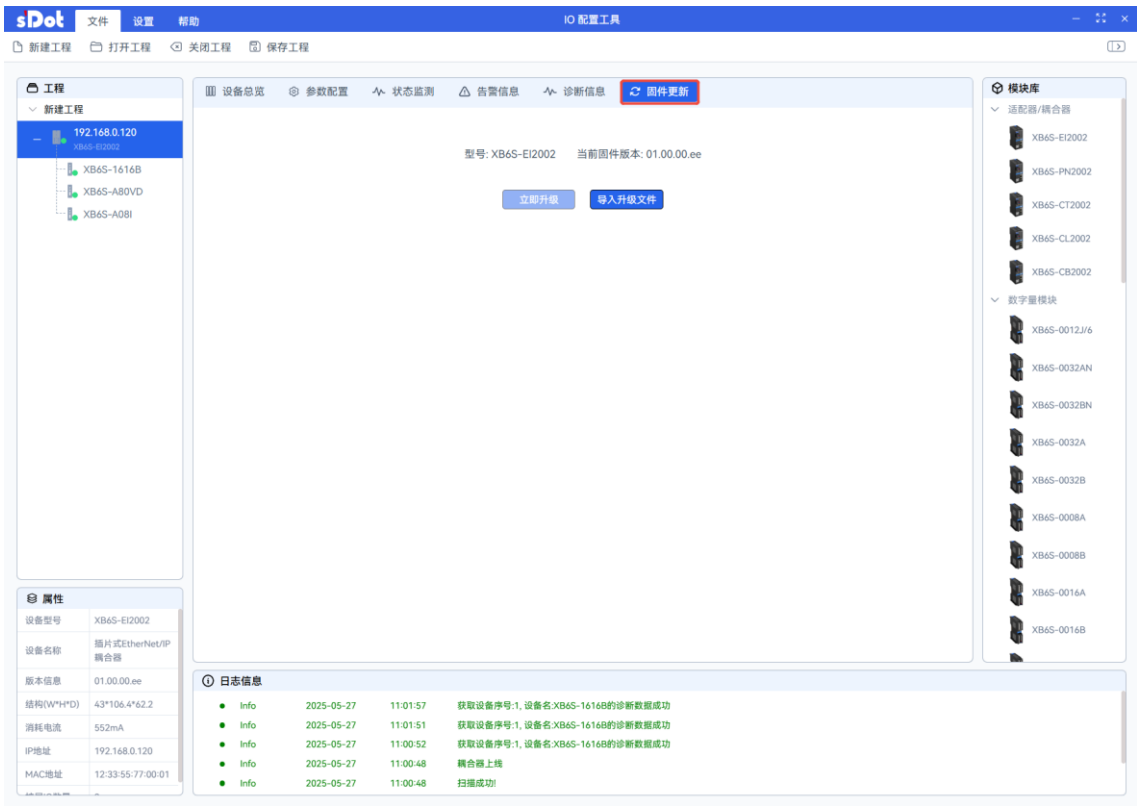 sDot 文件 设置 帮助 IO 配置工具
新建工程 打开工程 关闭工程 保存工程
工程
新建工程
192.168.0.120
XB6S-EI2002
XB6S-1616B
XB6S-A80VD
XB6S-A08I
设备总览 参数配置 状态监测 告警信息 诊断信息 固件更新
型号: XB6S-EI2002 当前固件版本: 01.00.00.ee
立即升级 导入升级文件
模块库
适配器/耦合器
XB6S-EI2002
XB6S-PN2002
XB6S-CT2002
XB6S-CL2002
XB6S-CB2002
数字量模块
XB6S-0012J/6
XB6S-0032AN
XB6S-0032BN
XB6S-0032A
XB6S-0032B
XB6S-0008A
XB6S-0008B
XB6S-0016A
XB6S-0016B
属性
设备型号 XB6S-EI2002
设备名称 插片式EtherNet/IP
耦合器
版本信息 01.00.00.ee
结构(W*H*D) 43*106.4*62.2
消耗电流 552mA
IP地址 192.168.0.120
MAC地址 12:33:55:77:00:01
日志信息
Info 2025-05-27 11:01:57 获取设备序号:1, 设备名:XB6S-1616B的诊断数据成功
Info 2025-05-27 11:01:51 获取设备序号:1, 设备名:XB6S-1616B的诊断数据成功
Info 2025-05-27 11:00:52 获取设备序号:1, 设备名:XB6S-1616B的诊断数据成功
Info 2025-05-27 11:00:48 耦合器上线
Info 2025-05-27 11:00:48 扫描成功!